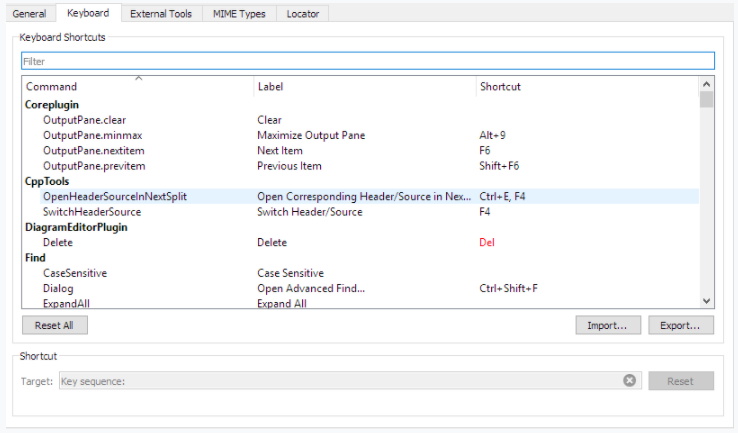 General Keyboard External Tools MIME Types Locator
Keyboard Shortcuts
Filter
Command Label Shortcut
Coreplugin
OutputPane.clear Clear
OutputPane.minmax Maximize Output Pane Alt+9
OutputPane.nextitem Next Item F6
OutputPane.previtem Previous Item Shift+F6
CppTools
OpenHeaderSourceInNextSplit Open Corresponding Header/Source in Nex... Ctrl+E, F4
SwitchHeaderSource Switch Header/Source F4
DiagramEditorPlugin
Delete Delete Del
Find
CaseSensitive Case Sensitive
Dialog Open Advanced Find... Ctrl+Shift+F
ExpandAll Expand All
Reset All Import... Export...
Shortcut
Target: Key sequence: Reset